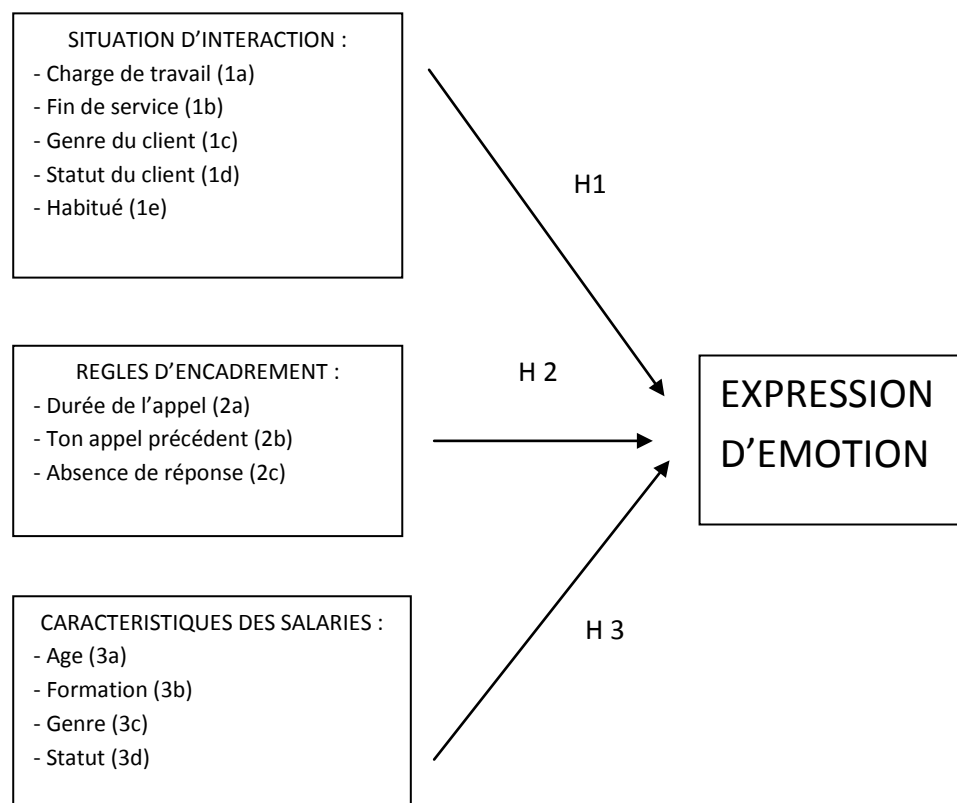 SITUATION D'INTERACTION :
- Charge de travail (1a)
- Fin de service (1b)
- Genre du client (1c)
- Statut du client (1d)
- Habitué (1e)
H1
REGLES D'ENCADREMENT :
- Durée de l'appel (2a)
- Ton appel précédent (2b)
- Absence de réponse (2c)
H 2
EXPRESSION
D'EMOTION
CARACTERISTIQUES DES SALARIES :
- Age (3a)
- Formation (3b)
- Genre (3c)
- Statut (3d)
H 3